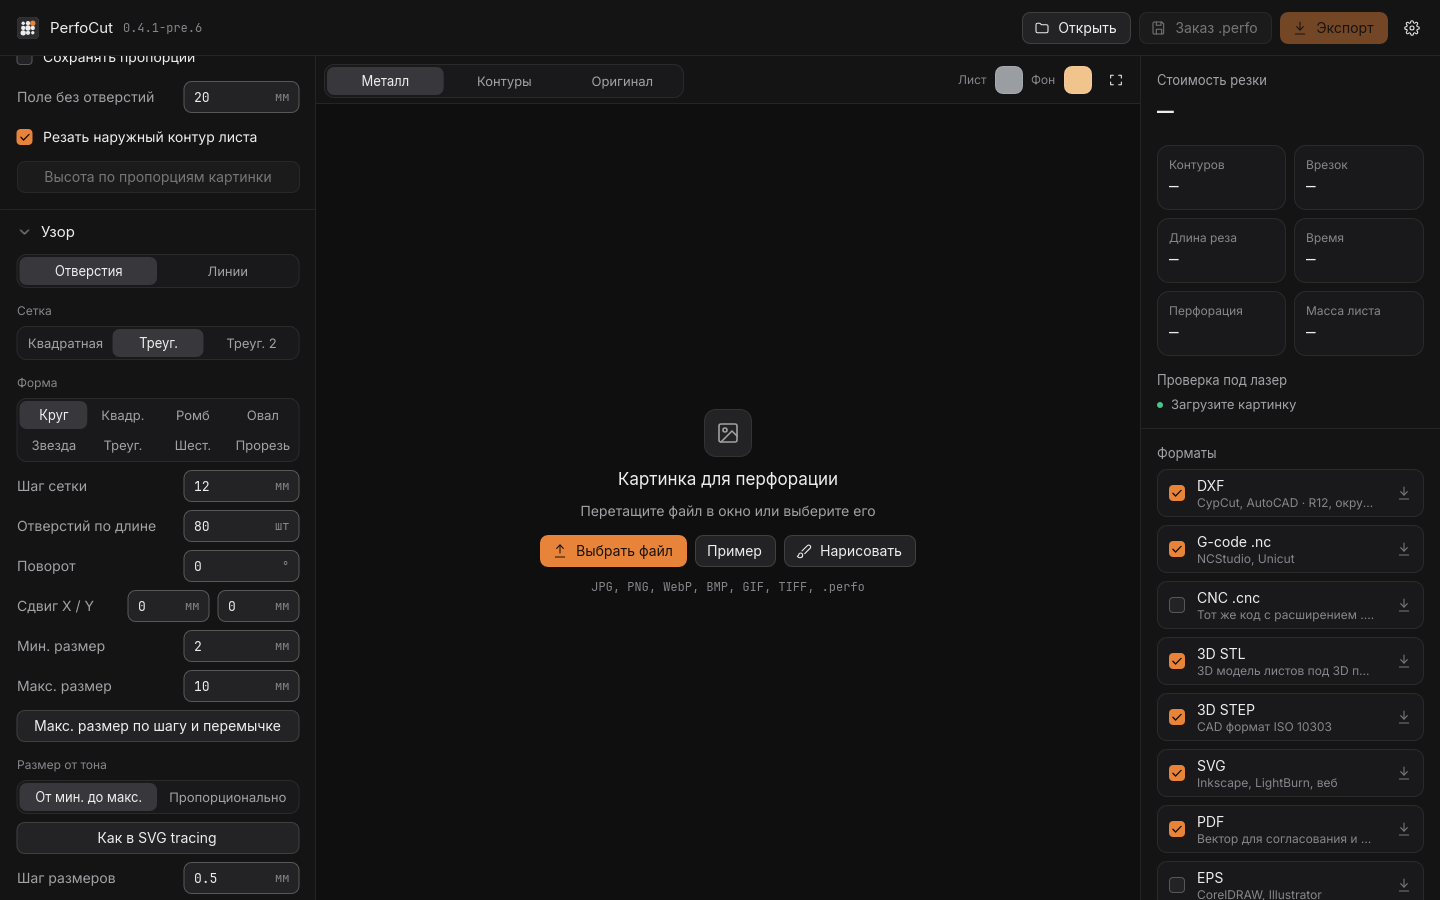 PerfoCut 0.4.1-pre.6
Открыть
Заказ .perfo
Экспорт
Сохранять пропорции
Поле без отверстий 20 мм
Резать наружный контур листа
Высота по пропорциям картинки
Узор
Отверстия Линии
Сетка
Квадратная Треуг. Треуг. 2
Форма
Круг Квадр. Ромб Овал
Звезда Треуг. Шест. Прорезь
Шаг сетки 12 мм
Отверстий по длине 80 шт
Поворот 0 °
Сдвиг X / Y 0 мм 0 мм
Мин. размер 2 мм
Макс. размер 10 мм
Макс. размер по шагу и перемычке
Размер от тона
От мин. до макс. Пропорционально
Как в SVG tracing
Шаг размеров 0.5 мм
Металл Контуры Оригинал
Лист Фон
Картинка для перфорации
Перетащите файл в окно или выберите его
Выбрать файл Пример Нарисовать
JPG, PNG, WebP, BMP, GIF, TIFF, .perfo
Стоимость резки
—
Контуров
—
Врезок
—
Длина реза
—
Время
—
Перфорация
—
Масса листа
—
Проверка под лазер
Загрузите картинку
Форматы
DXF
CypCut, AutoCAD · R12, окру...
G-code .nc
NCStudio, Unicut
CNC .cnc
Тот же код с расширением ....
3D STL
3D модель листов под 3D п...
3D STEP
CAD формат ISO 10303
SVG
Inkscape, LightBurn, веб
PDF
Вектор для согласования и ...
EPS
CorelDRAW, Illustrator